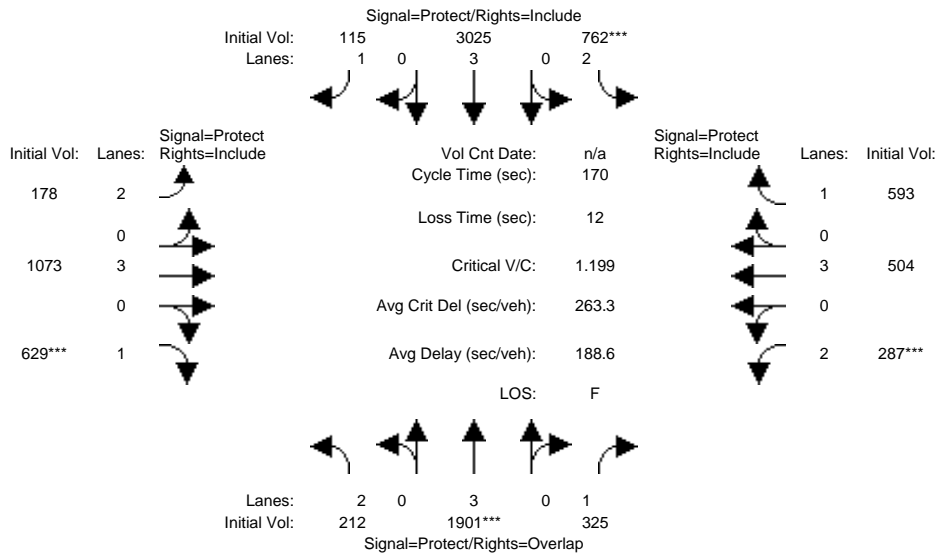 Signal=Protect/Rights=Include
Initial Vol: 115 3025 762***
Lanes: 1 0 3 0 2
Signal=Protect Signal=Protect
Initial Vol: Lanes: Rights=Include Vol Cnt Date: n/a Rights=Include Lanes: Initial Vol:
Cycle Time (sec): 170
178 2 1 593
Loss Time (sec): 12
0 0
1073 3 Critical V/C: 1.199 3 504
0 Avg Crit Del (sec/veh): 263.3 0
629*** 1 Avg Delay (sec/veh): 188.6 2 287***
LOS: F
Lanes: 2 0 3 0 1
Initial Vol: 212 1901*** 325
Signal=Protect/Rights=Overlap